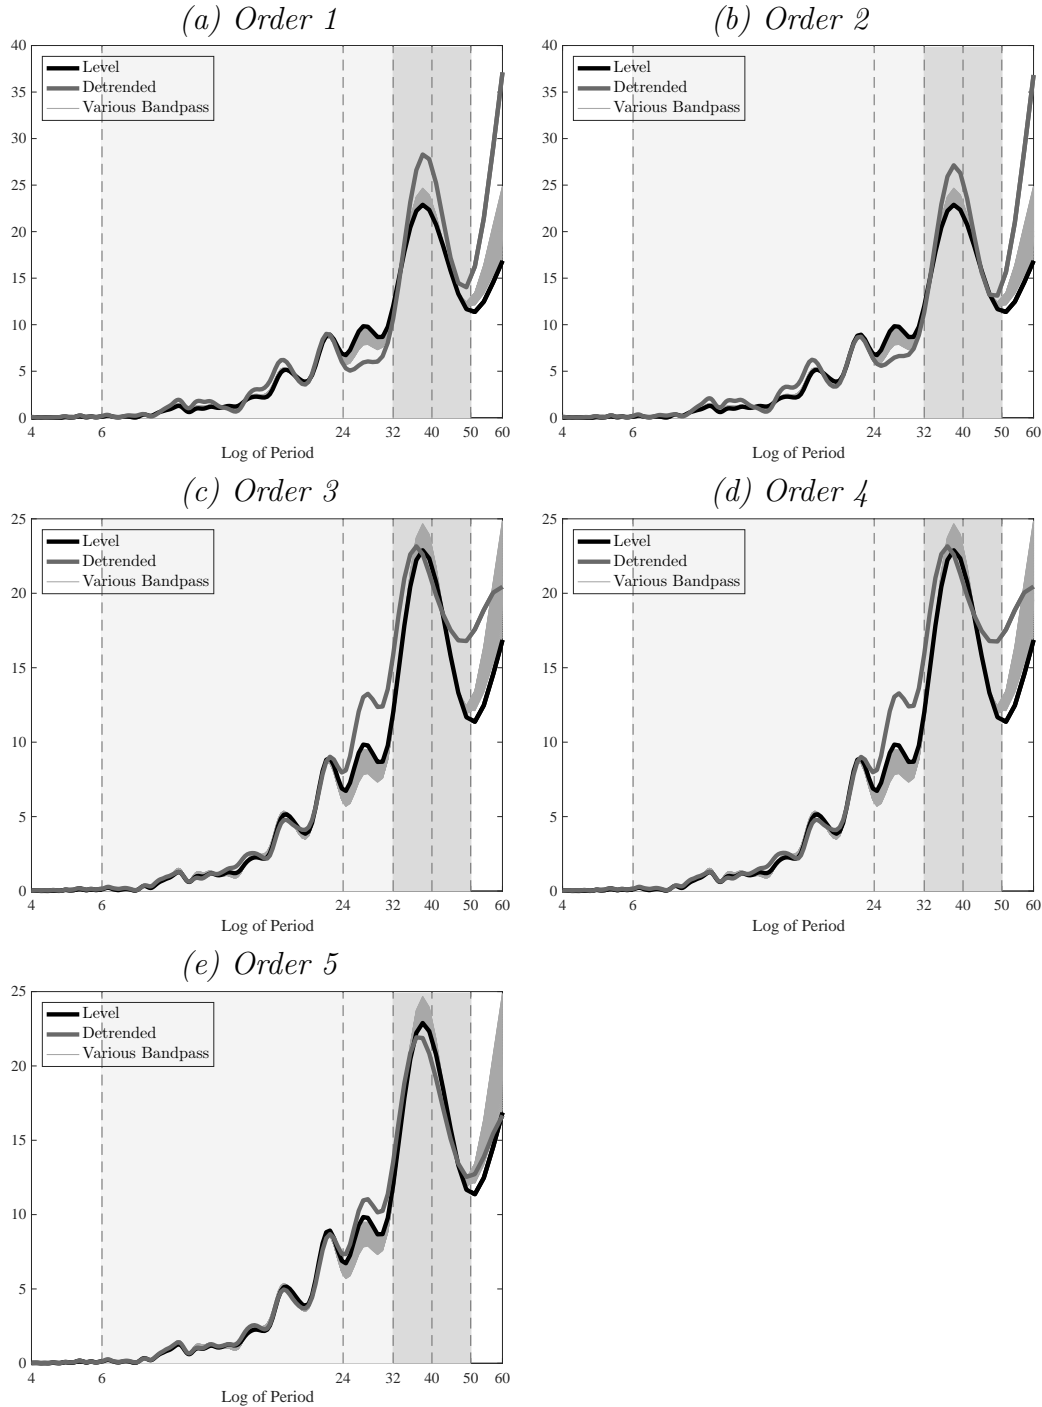 (a) Order 1
40
35
30
25
20
15
10
5
0
Level
Detrended
Various Bandpass
4 6 24 32 40 50 60
Log of Period
(b) Order 2
40
35
30
25
20
15
10
5
0
Level
Detrended
Various Bandpass
4 6 24 32 40 50 60
Log of Period
(c) Order 3
25
20
15
10
5
0
Level
Detrended
Various Bandpass
4 6 24 32 40 50 60
Log of Period
(d) Order 4
25
20
15
10
5
0
Level
Detrended
Various Bandpass
4 6 24 32 40 50 60
Log of Period
(e) Order 5
25
20
15
10
5
0
Level
Detrended
Various Bandpass
4 6 24 32 40 50 60
Log of Period